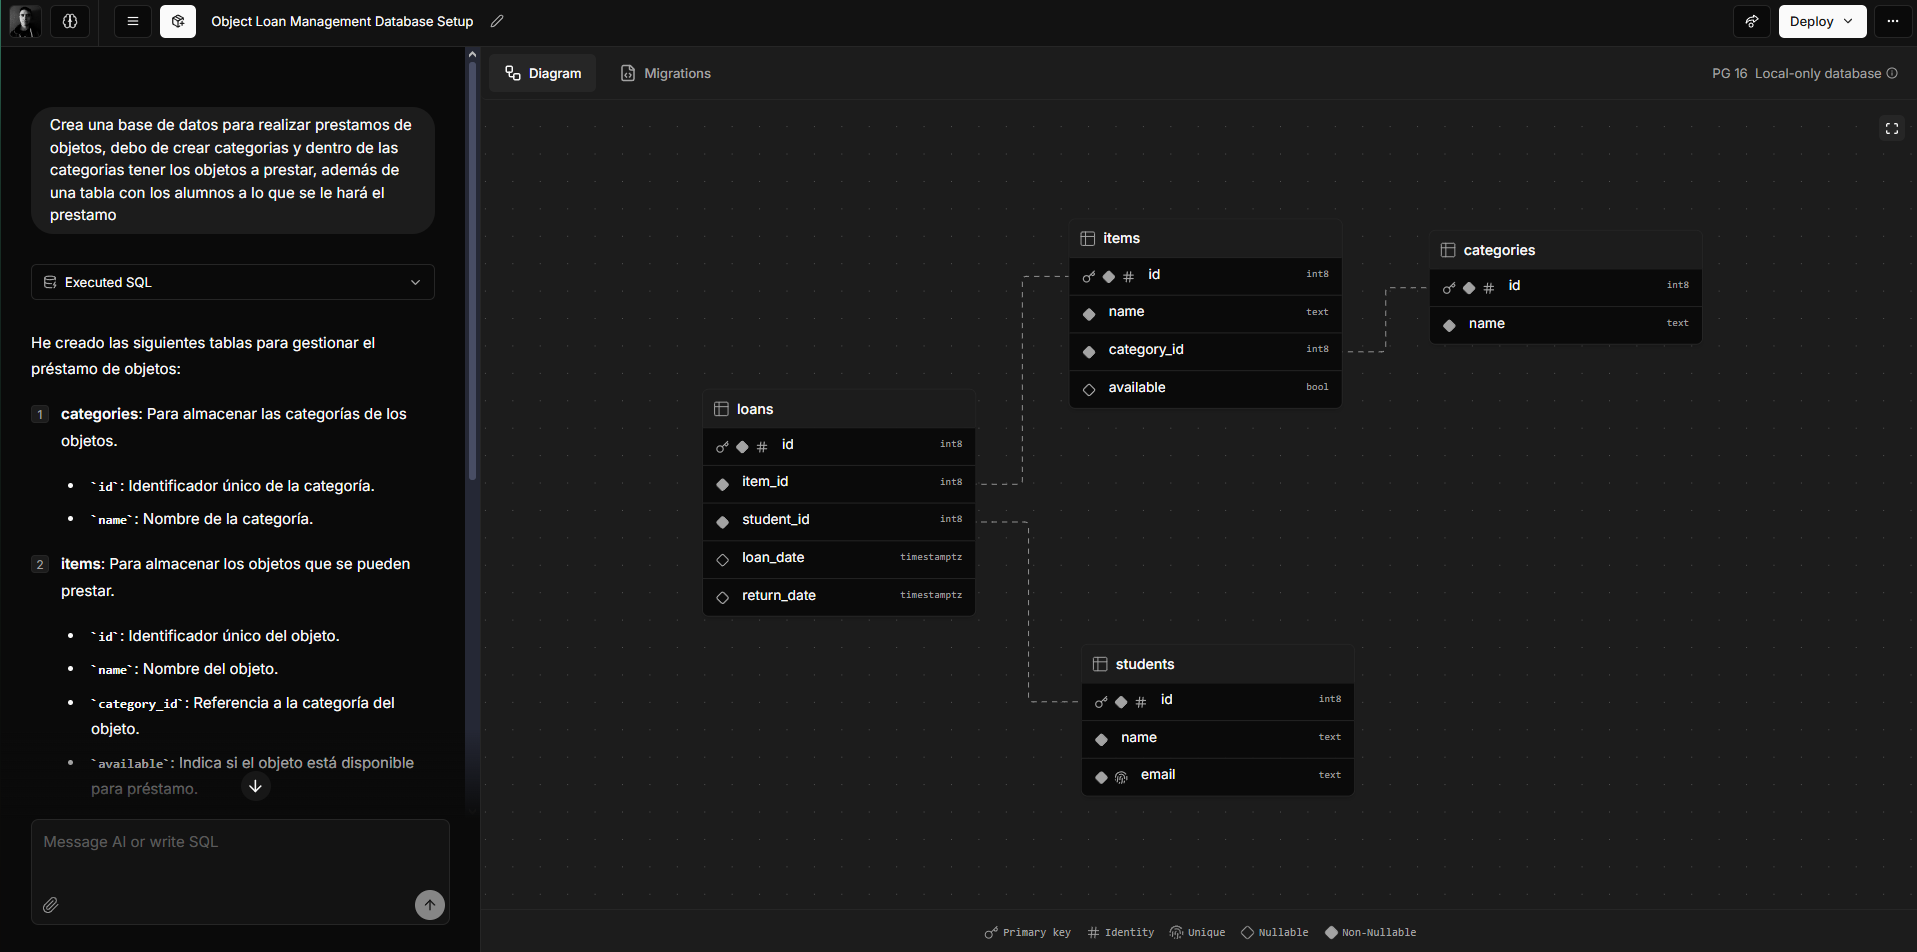 Object Loan Management Database Setup
Deploy
Diagram
Migrations
PG 16 Local-only database
Crea una base de datos para realizar prestamos de
objetos, debo de crear categorias y dentro de las
categorias tener los objetos a prestar, además de
una tabla con los alumnos a lo que se le hará el
prestamo
Executed SQL
He creado las siguientes tablas para gestionar el
préstamo de objetos:
1 categories: Para almacenar las categorías de los
objetos.
• `id`: Identificador único de la categoría.
• `name`: Nombre de la categoría.
2 items: Para almacenar los objetos que se pueden
prestar.
• `id`: Identificador único del objeto.
• `name`: Nombre del objeto.
• `category_id`: Referencia a la categoría del
objeto.
• `available`: Indica si el objeto está disponible
para préstamo.
Message AI or write SQL
items
# id int8
name text
category_id int8
available bool
categories
# id int8
name text
loans
# id int8
item_id int8
student_id int8
loan_date timestamptz
return_date timestamptz
students
# id int8
name text
email text
Primary key # Identity Unique Nullable Non-Nullable